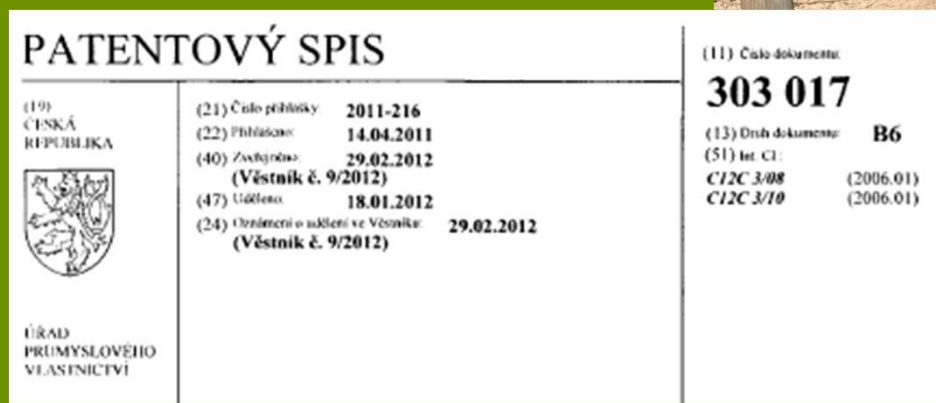 PATENTOVÝ SPIS
(19)
ČESKÁ
REPUBLIKA
ÚŘAD
PRŮMYSLOVÉHO
VLASTNICTVÍ
(21) Číslo přihlášky: 2011-216
(22) Přihlášeno: 14.04.2011
(40) Zveřejněno: 29.02.2012
(Věstník č. 9/2012)
(47) Uděleno: 18.01.2012
(24) Oznámení o udělení ve Věstníku: 29.02.2012
(Věstník č. 9/2012)
(11) Číslo dokumentu:
303 017
(13) Druh dokumentu: B6
(51) Int. Cl.:
C12C 3/08 (2006.01)
C12C 3/10 (2006.01)